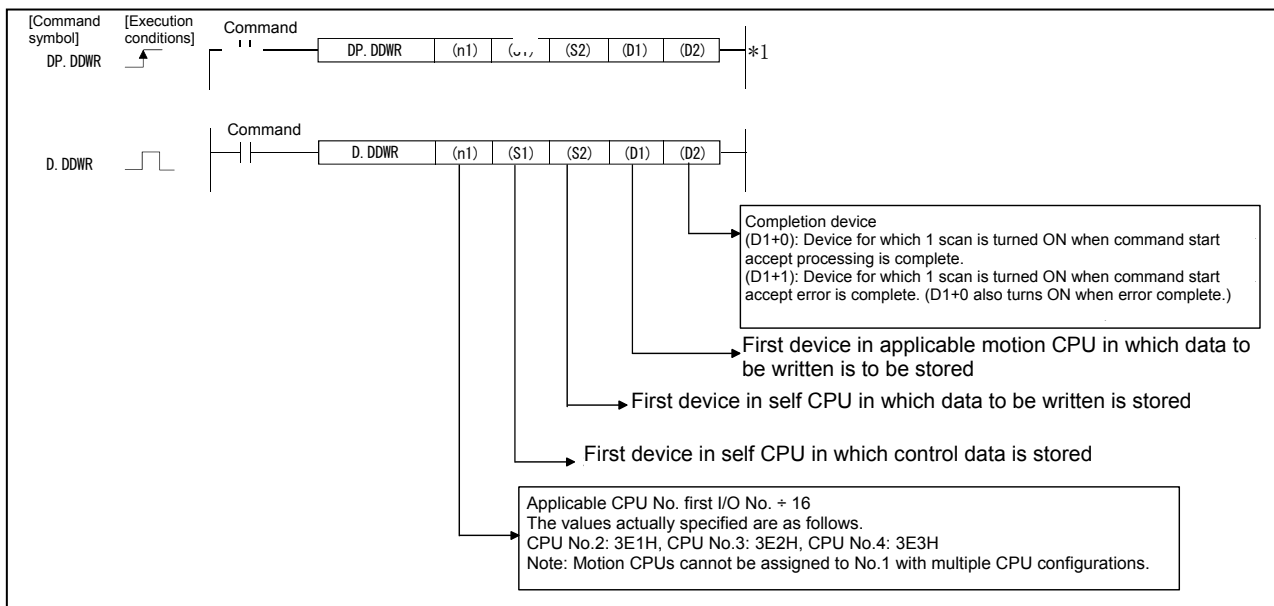 [Command symbol]
[Execution conditions]
Command
DP. DDWR
DP. DDWR (n1) (S2) (D1) (D2) *1
Command
D. DDWR
D. DDWR (n1) (S1) (S2) (D1) (D2)
Completion device
(D1+0): Device for which 1 scan is turned ON when command start
accept processing is complete.
(D1+1): Device for which 1 scan is turned ON when command start
accept error is complete. (D1+0 also turns ON when error complete.)
First device in applicable motion CPU in which data to
be written is to be stored
First device in self CPU in which data to be written is stored
First device in self CPU in which control data is stored
Applicable CPU No. first I/O No. ÷ 16
The values actually specified are as follows.
CPU No.2: 3E1H, CPU No.3: 3E2H, CPU No.4: 3E3H
Note: Motion CPUs cannot be assigned to No.1 with multiple CPU configurations.